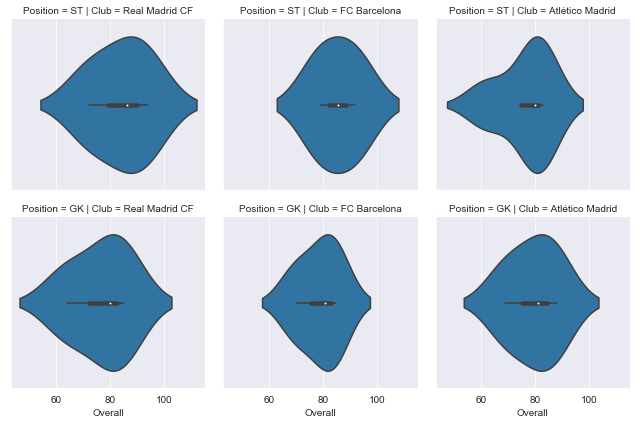 Position = ST | Club = Real Madrid CF
Position = ST | Club = FC Barcelona
Position = ST | Club = Atlético Madrid
Position = GK | Club = Real Madrid CF
Position = GK | Club = FC Barcelona
Position = GK | Club = Atlético Madrid
60 80 100
60 80 100
60 80 100
Overall
Overall
Overall